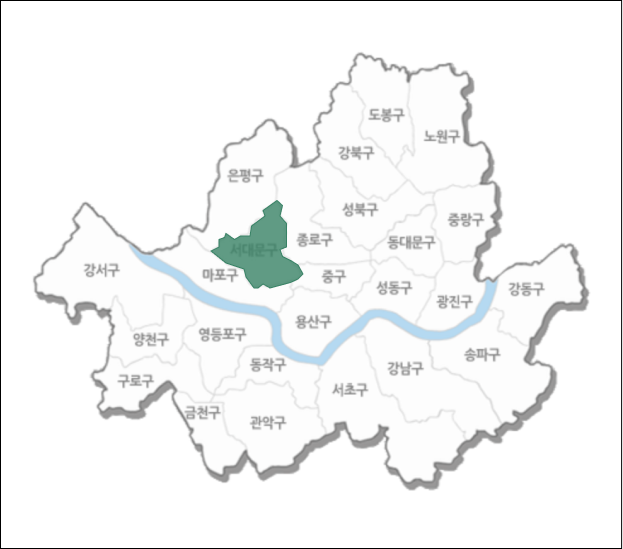 도봉구
노원구
강북구
은평구
성북구
중랑구
서대문구
종로구
동대문구
강서구
마포구
중구
성동구
광진구
강동구
용산구
양천구
영등포구
송파구
동작구
강남구
구로구
서초구
금천구
관악구